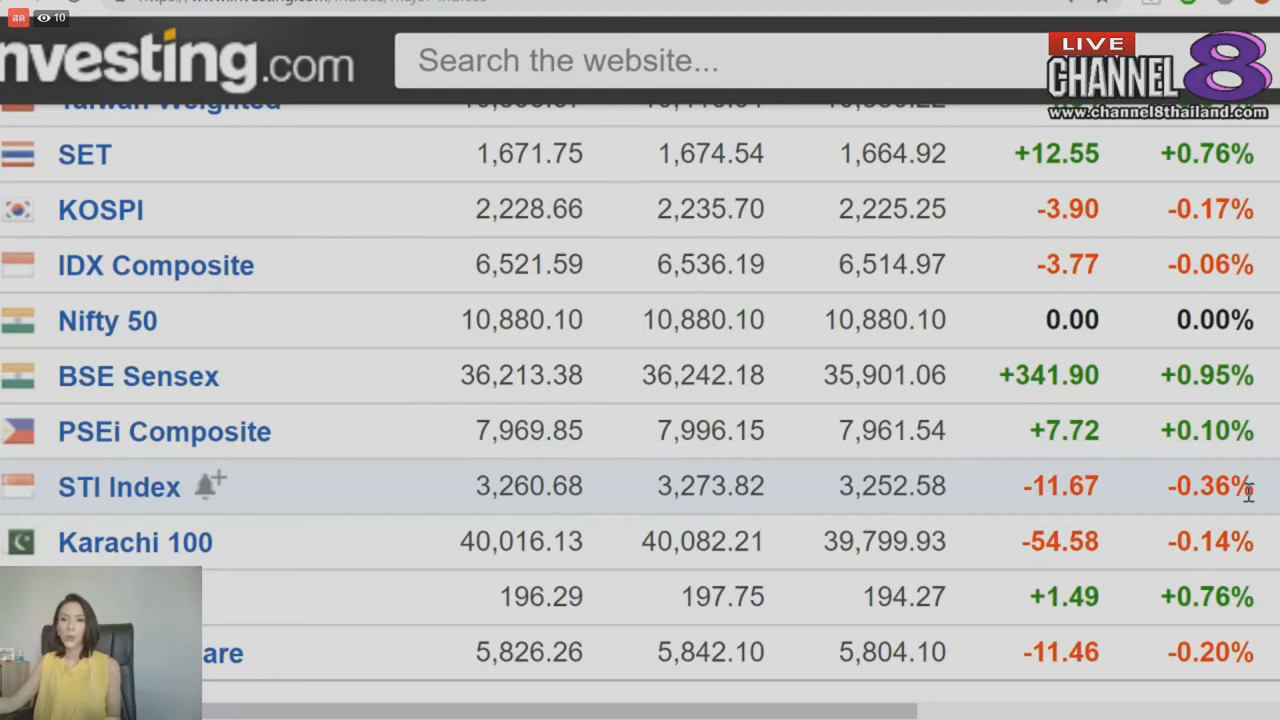 สด 10
nvesting.com
Search the website...
LIVE
CHANNEL 8
www.channel8thailand.com
Taiwan Weighted
SET 1,671.75 1,674.54 1,664.92 +12.55 +0.76%
KOSPI 2,228.66 2,235.70 2,225.25 -3.90 -0.17%
IDX Composite 6,521.59 6,536.19 6,514.97 -3.77 -0.06%
Nifty 50 10,880.10 10,880.10 10,880.10 0.00 0.00%
BSE Sensex 36,213.38 36,242.18 35,901.06 +341.90 +0.95%
PSEi Composite 7,969.85 7,996.15 7,961.54 +7.72 +0.10%
STI Index 3,260.68 3,273.82 3,252.58 -11.67 -0.36%
Karachi 100 40,016.13 40,082.21 39,799.93 -54.58 -0.14%
196.29 197.75 194.27 +1.49 +0.76%
are 5,826.26 5,842.10 5,804.10 -11.46 -0.20%